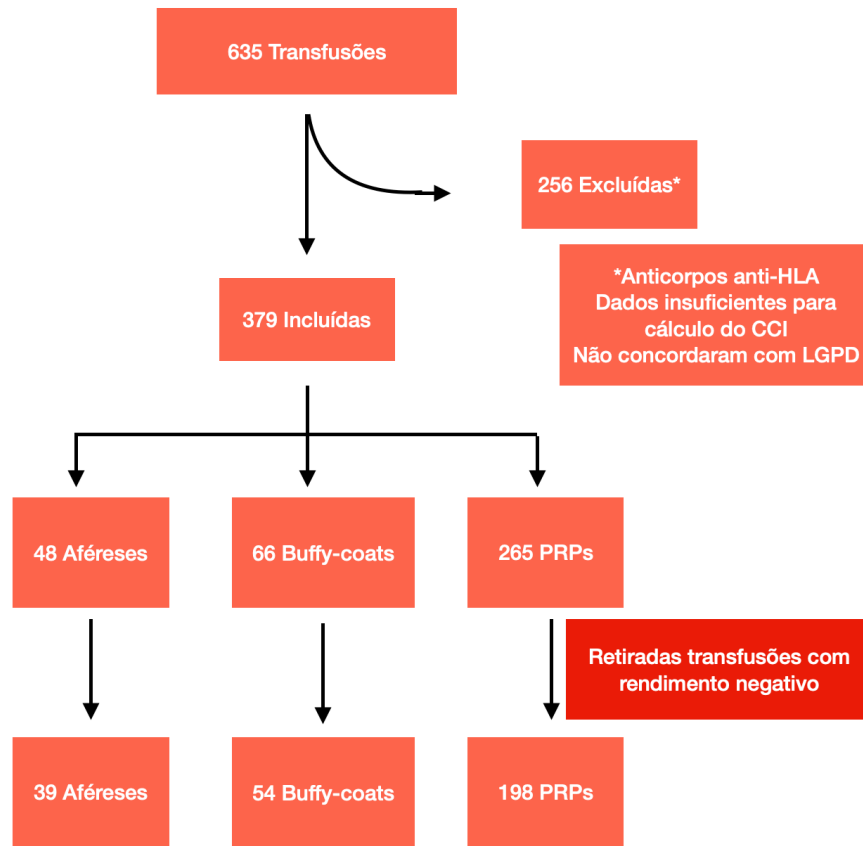 635 Transfusões
256 Excluídas*
*Anticorpos anti-HLA
Dados insuficientes para
cálculo do CCI
Não concordaram com LGPD
379 Incluídas
48 Aféreses
66 Buffy-coats
265 PRPs
Retiradas transfusões com
rendimento negativo
39 Aféreses
54 Buffy-coats
198 PRPs